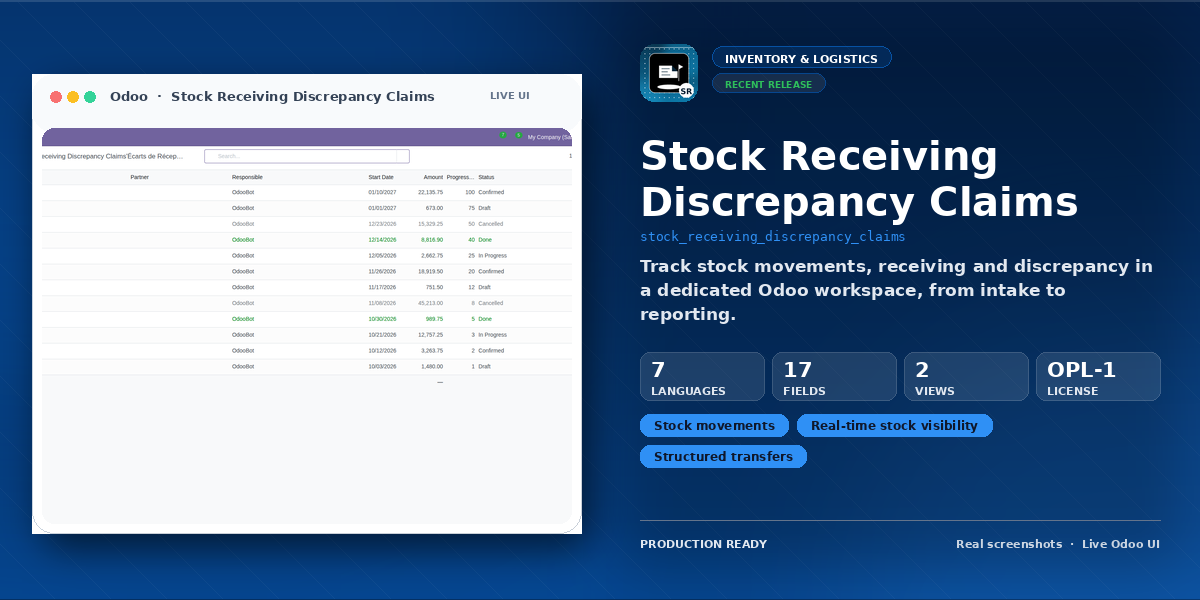 Odoo · Stock Receiving Discrepancy Claims LIVE UI
My Company (Sa
eceiving Discrepancy Claims'Écarts de Récep... Search... 1
Partner Responsible Start Date Amount Progress... Status
OdooBot 01/10/2027 22,135.75 100 Confirmed
OdooBot 01/01/2027 673.00 75 Draft
OdooBot 12/23/2026 15,329.25 50 Cancelled
OdooBot 12/14/2026 8,816.90 40 Done
OdooBot 12/05/2026 2,662.75 25 In Progress
OdooBot 11/26/2026 18,919.50 20 Confirmed
OdooBot 11/17/2026 751.50 12 Draft
OdooBot 11/08/2026 45,213.00 8 Cancelled
OdooBot 10/30/2026 989.75 5 Done
OdooBot 10/21/2026 12,757.25 3 In Progress
OdooBot 10/12/2026 3,263.75 2 Confirmed
OdooBot 10/03/2026 1,480.00 1 Draft
—
SR
INVENTORY & LOGISTICS
RECENT RELEASE
Stock Receiving
Discrepancy Claims
stock_receiving_discrepancy_claims
Track stock movements, receiving and discrepancy in
a dedicated Odoo workspace, from intake to
reporting.
7 17 2 OPL-1
LANGUAGES FIELDS VIEWS LICENSE
Stock movements Real-time stock visibility
Structured transfers
PRODUCTION READY Real screenshots · Live Odoo UI